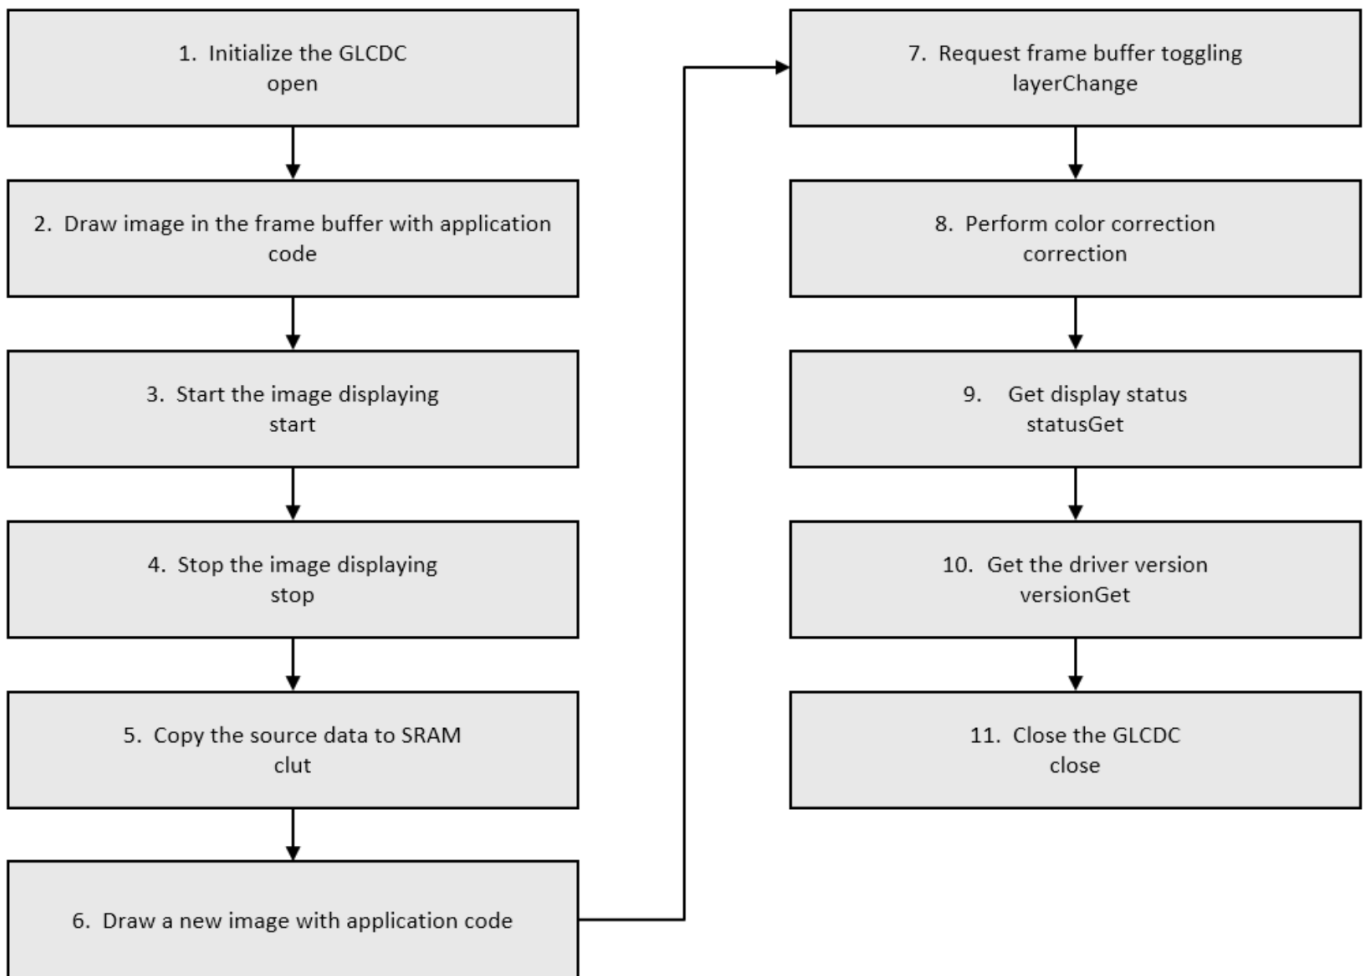 1. Initialize the GLCDC
open
2. Draw image in the frame buffer with application
code
3. Start the image displaying
start
4. Stop the image displaying
stop
5. Copy the source data to SRAM
clut
6. Draw a new image with application code
7. Request frame buffer toggling
layerChange
8. Perform color correction
correction
9. Get display status
statusGet
10. Get the driver version
versionGet
11. Close the GLCDC
close